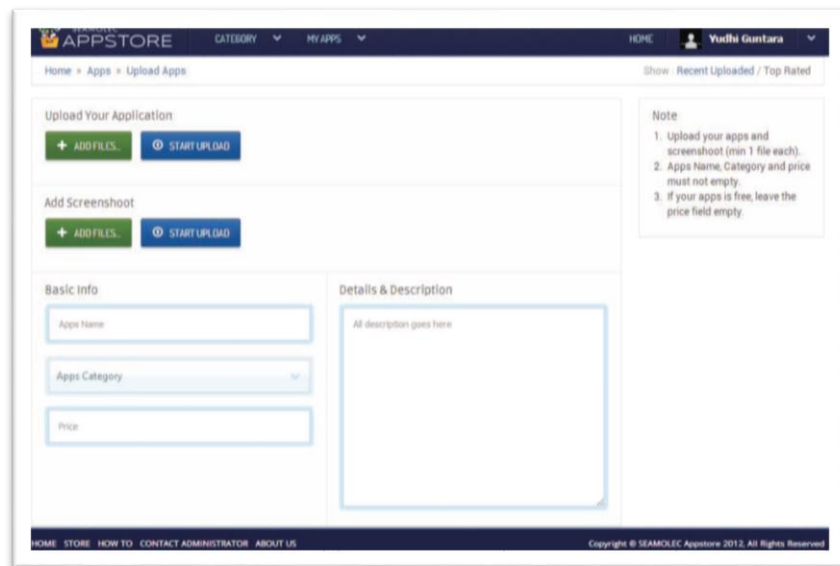 SEAMOLEC
APPSTORE CATEGORY MY APPS HOME Yudhi Guntara
Home » Apps » Upload Apps Show : Recent Uploaded / Top Rated
Upload Your Application
+ ADD FILES.. START UPLOAD
Add Screenshoot
+ ADD FILES.. START UPLOAD
Basic Info
Apps Name
Apps Category
Price
Details & Description
All description goes here
Note
1. Upload your apps and
screenshoot (min 1 file each).
2. Apps Name, Category and price
must not empty.
3. If your apps is free, leave the
price field empty.
HOME STORE HOW TO CONTACT ADMINISTRATOR ABOUT US Copyright © SEAMOLEC Appstore 2012, All Rights Reserved